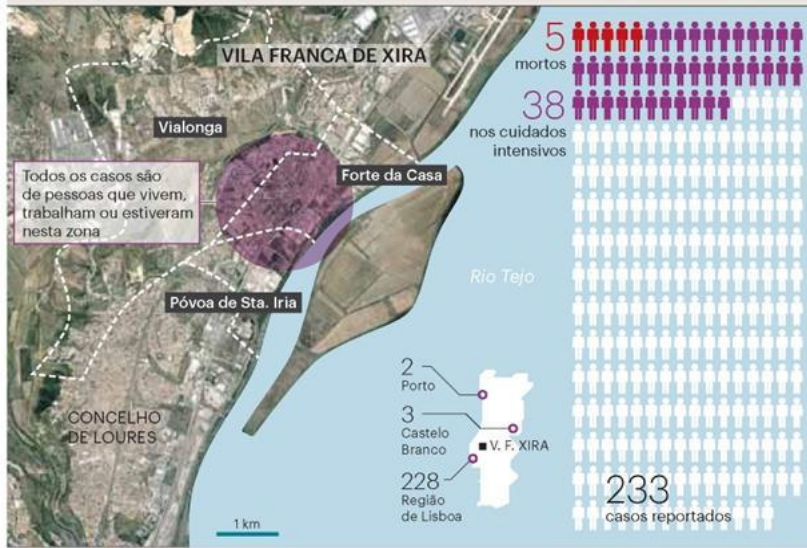 VILA FRANCA DE XIRA
Vialonga
Todos os casos são
de pessoas que vivem,
trabalham ou estiveram
nesta zona
Forte da Casa
Póvoa de Sta. Iria
Rio Tejo
CONCELHO
DE LOURES
1 km
2
Porto
3
Castelo
Branco
V. F. XIRA
228
Região
de Lisboa
5
mortos
38
nos cuidados
intensivos
233
casos reportados